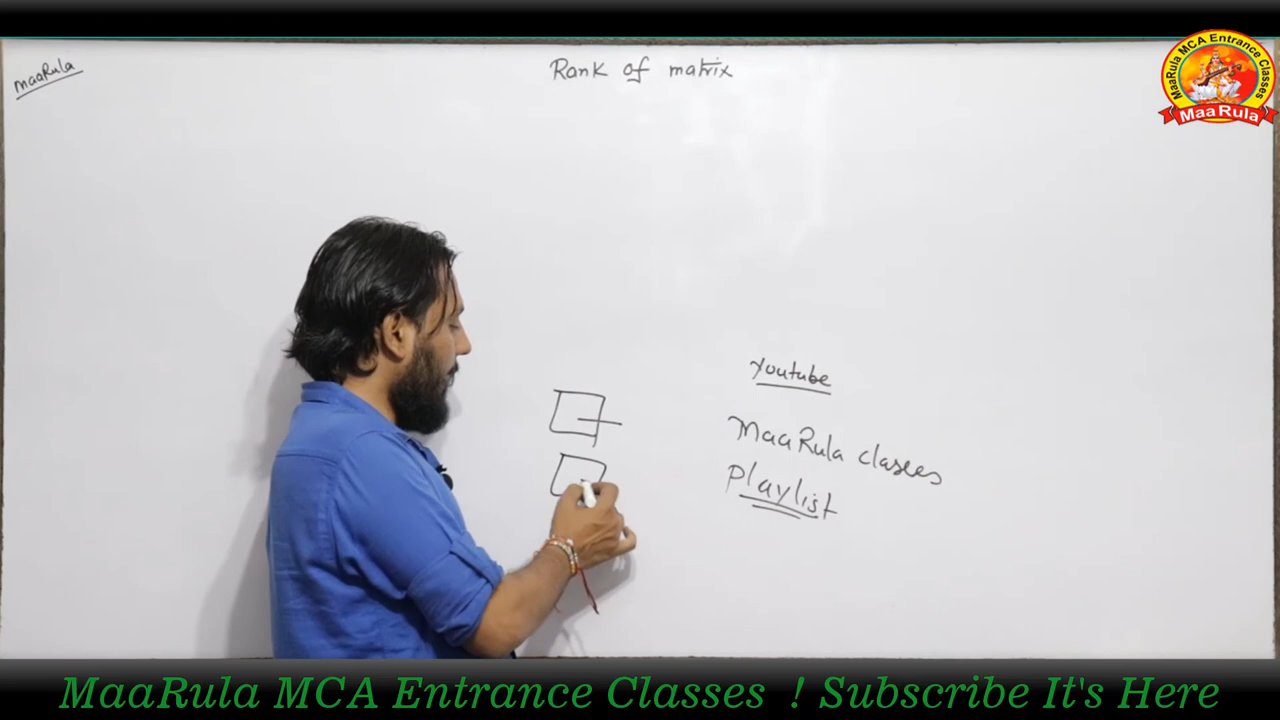 maaRula
Rank of matrix
MaaRula MCA Entrance Classes
MaaRula
Youtube
MaaRula classes
Playlist
MaaRula MCA Entrance Classes ! Subscribe It's Here